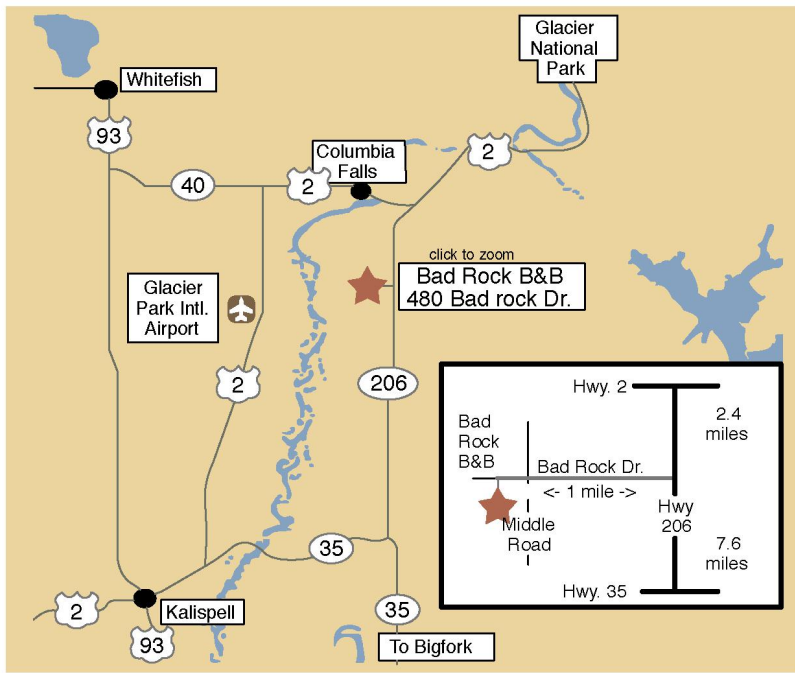 Glacier
National
Park
Whitefish
93
2
Columbia
Falls
40
2
click to zoom
Bad Rock B&B
480 Bad rock Dr.
Glacier
Park Intl.
Airport
2
206
Hwy. 2
2.4
miles
Bad
Rock
B&B
Bad Rock Dr.
<- 1 mile ->
Hwy
206
Middle
Road
7.6
miles
Hwy. 35
35
2
Kalispell
93
35
To Bigfork